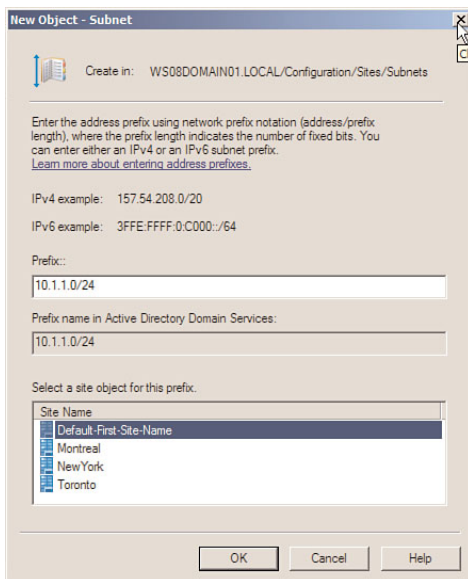 New Object - Subnet
Create in: WS08DOMAIN01.LOCAL/Configuration/Sites/Subnets
Enter the address prefix using network prefix notation (address/prefix
length), where the prefix length indicates the number of fixed bits. You
can enter either an IPv4 or an IPv6 subnet prefix.
Learn more about entering address prefixes.
IPv4 example: 157.54.208.0/20
IPv6 example: 3FFE:FFFF:0:C000::/64
Prefix::
10.1.1.0/24
Prefix name in Active Directory Domain Services:
10.1.1.0/24
Select a site object for this prefix.
Site Name
Default-First-Site-Name
Montreal
NewYork
Toronto
OK Cancel Help